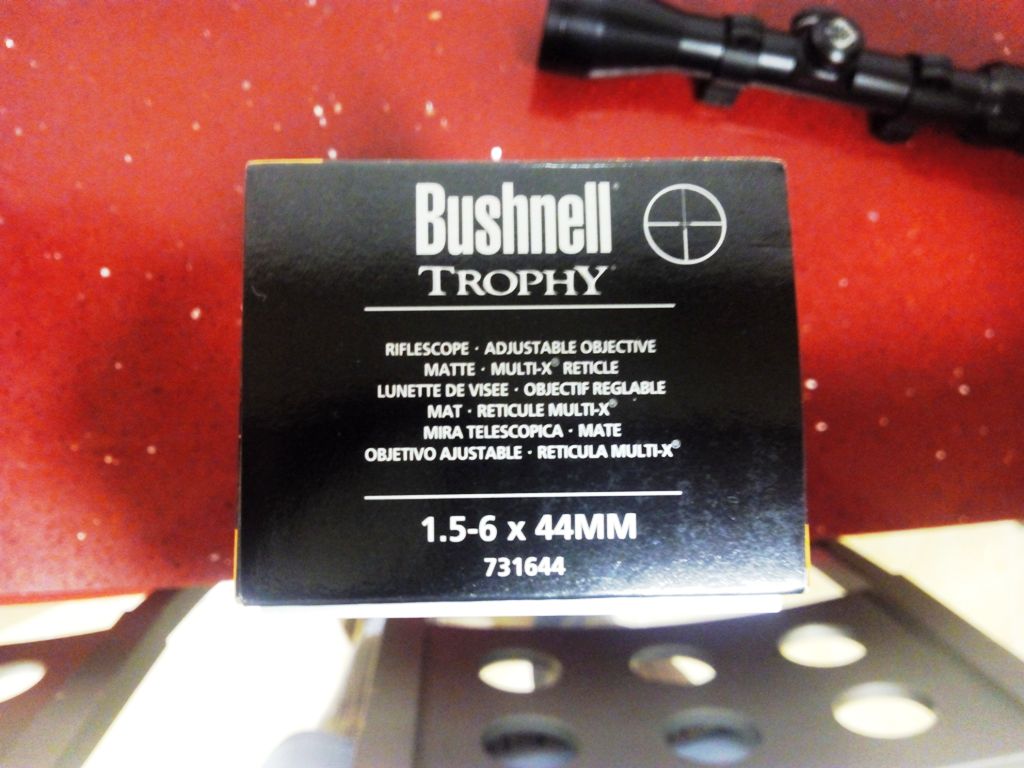 Bushnell®
TROPHY®
RIFLESCOPE · ADJUSTABLE OBJECTIVE
MATTE · MULTI-X® RETICLE
LUNETTE DE VISEE · OBJECTIF REGLABLE
MAT · RETICULE MULTI-X®
MIRA TELESCOPICA · MATE
OBJETIVO AJUSTABLE · RETICULA MULTI-X®
1.5-6 x 44MM
731644